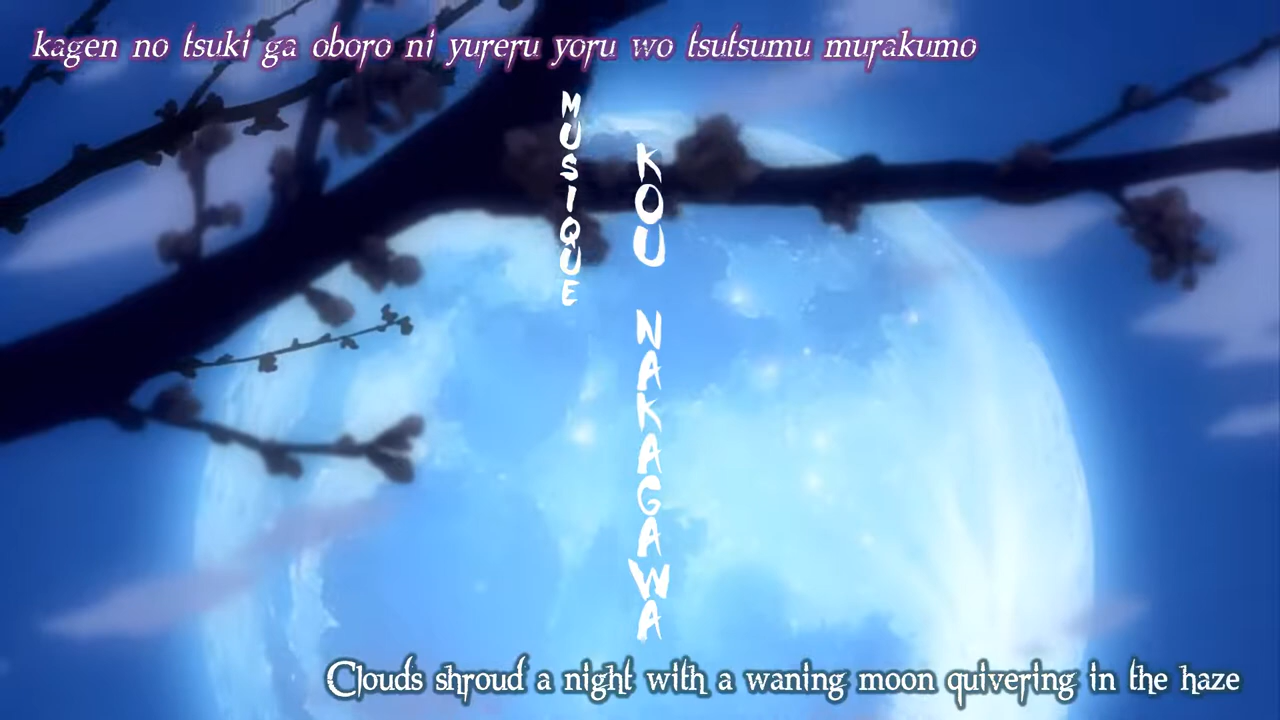 kagen no tsuki ga oboro ni yureru yoru wo tsutsumu murakumo
MUSIQUE
KOU NAKAGAWA
Clouds shroud a night with a waning moon quivering in the haze